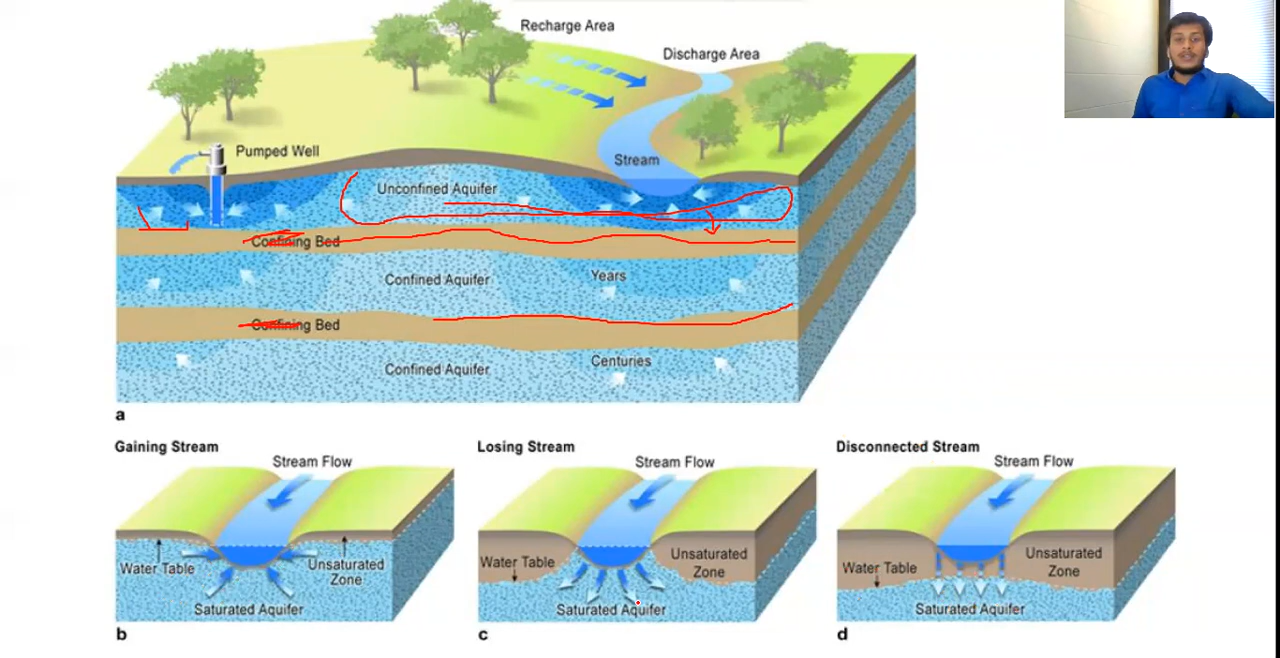 Recharge Area
Discharge Area
Pumped Well
Stream
Unconfined Aquifer
Confining Bed
Confined Aquifer
Years
Confining Bed
Centuries
Confined Aquifer
a
Gaining Stream
Stream Flow
Water Table
Unsaturated
Zone
Saturated Aquifer
b
Losing Stream
Stream Flow
Water Table
Unsaturated
Zone
Saturated Aquifer
c
Disconnected Stream
Stream Flow
Water Table
Unsaturated
Zone
Saturated Aquifer
d